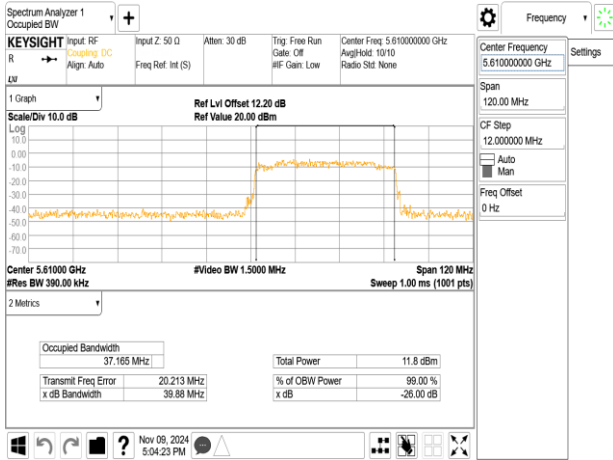 Spectrum Analyzer 1
Occupied BW
Frequency
KEYSIGHT Input: RF Input Z: 50 Ω Atten: 30 dB Trig: Free Run Center Freq: 5.610000000 GHz
R Coupling: DC Gate: Off Avg|Hold: 10/10
Align: Auto Freq Ref: Int (S) #IF Gain: Low Radio Std: None
LXI
Center Frequency
5.610000000 GHz
Settings
Span
120.00 MHz
CF Step
12.000000 MHz
Auto
Man
Freq Offset
0 Hz
1 Graph
Ref Lvl Offset 12.20 dB
Scale/Div 10.0 dB Ref Value 20.00 dBm
Log
10.0
0.00
-10.0
-20.0
-30.0
-40.0
-50.0
-60.0
-70.0
Center 5.61000 GHz #Video BW 1.5000 MHz Span 120 MHz
#Res BW 390.00 kHz Sweep 1.00 ms (1001 pts)
2 Metrics
Occupied Bandwidth
37.165 MHz Total Power 11.8 dBm
Transmit Freq Error 20.213 MHz % of OBW Power 99.00 %
x dB Bandwidth 39.88 MHz x dB -26.00 dB
Nov 09, 2024
5:04:23 PM